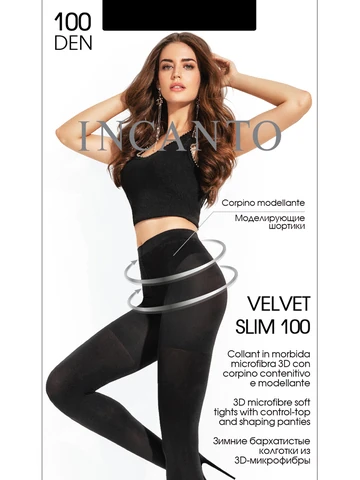 100
DEN
INCANTO
Corpino modellante
Моделирующие
шортики
VELVET
SLIM 100
Collant in morbida
microfibra 3D con
corpino contenitivo
e modellante
3D microfibre soft
tights with control-top
and shaping panties
Зимние бархатистые
колготки из
3D-микрофибры